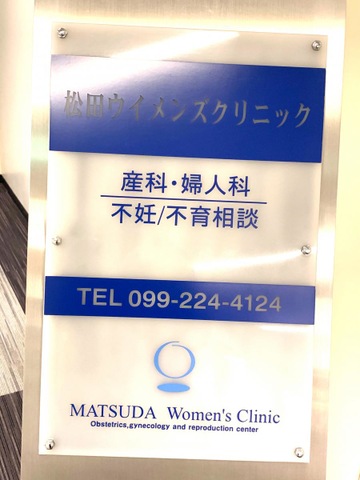 松田ウイメンズクリニック
産科・婦人科
不妊/不育相談
TEL 099-224-4124
MATSUDA Women's Clinic
Obstetrics,gynecology and reproduction center